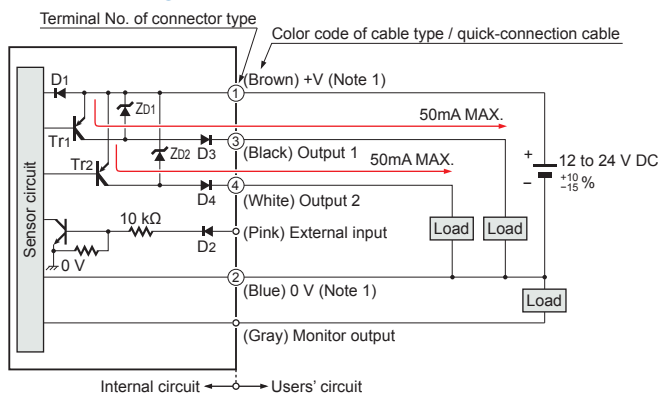 Terminal No. of connector type
Color code of cable type / quick-connection cable
D1
1
(Brown) +V (Note 1)
ZD1
50mA MAX.
Tr1
3
D3
(Black) Output 1
ZD2
50mA MAX.
+
12 to 24 V DC
Tr2
4
D4
(White) Output 2
−
+10
−15 %
Sensor circuit
10 kΩ
D2
(Pink) External input
Load
Load
0 V
2
(Blue) 0 V (Note 1)
Load
(Gray) Monitor output
Internal circuit
Users' circuit